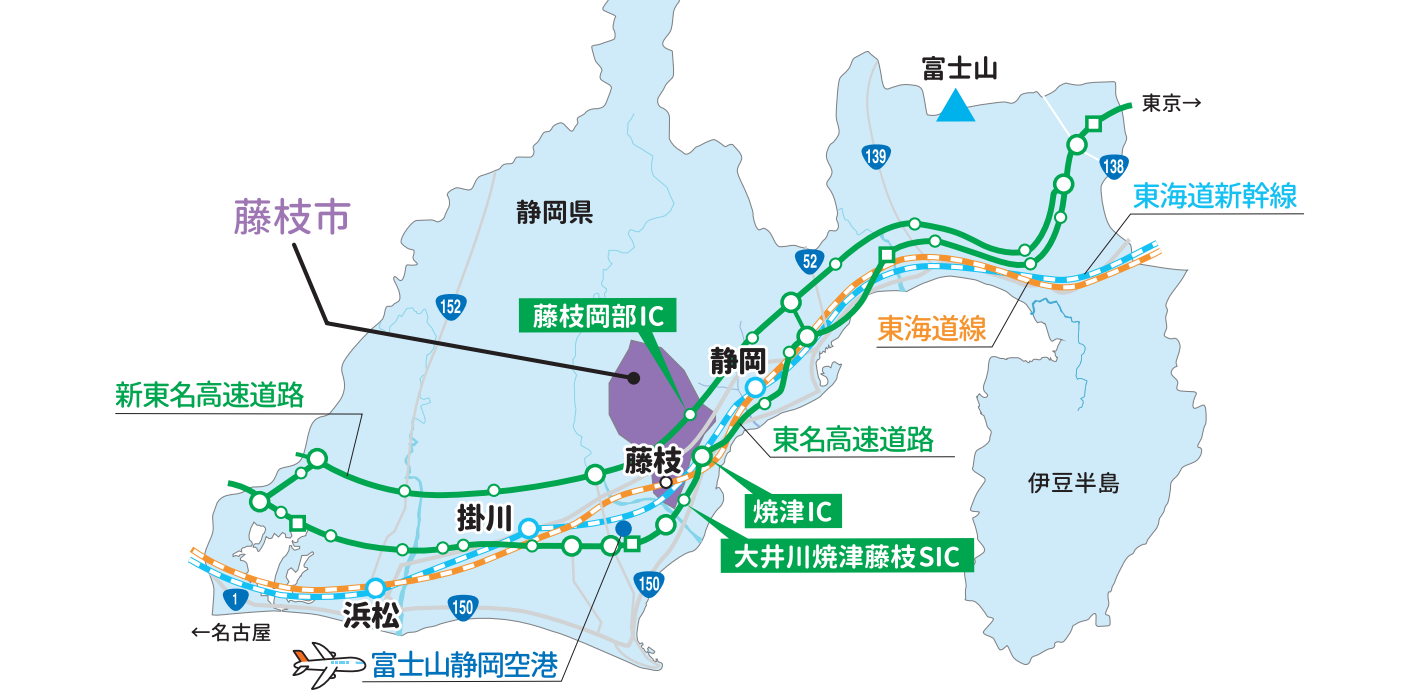 富士山
東京→
139
138
東海道新幹線
藤枝市
静岡県
52
152
藤枝岡部IC
東海道線
静岡
新東名高速道路
東名高速道路
藤枝
伊豆半島
焼津IC
掛川
大井川焼津藤枝SIC
150
1
150
浜松
←名古屋
富士山静岡空港